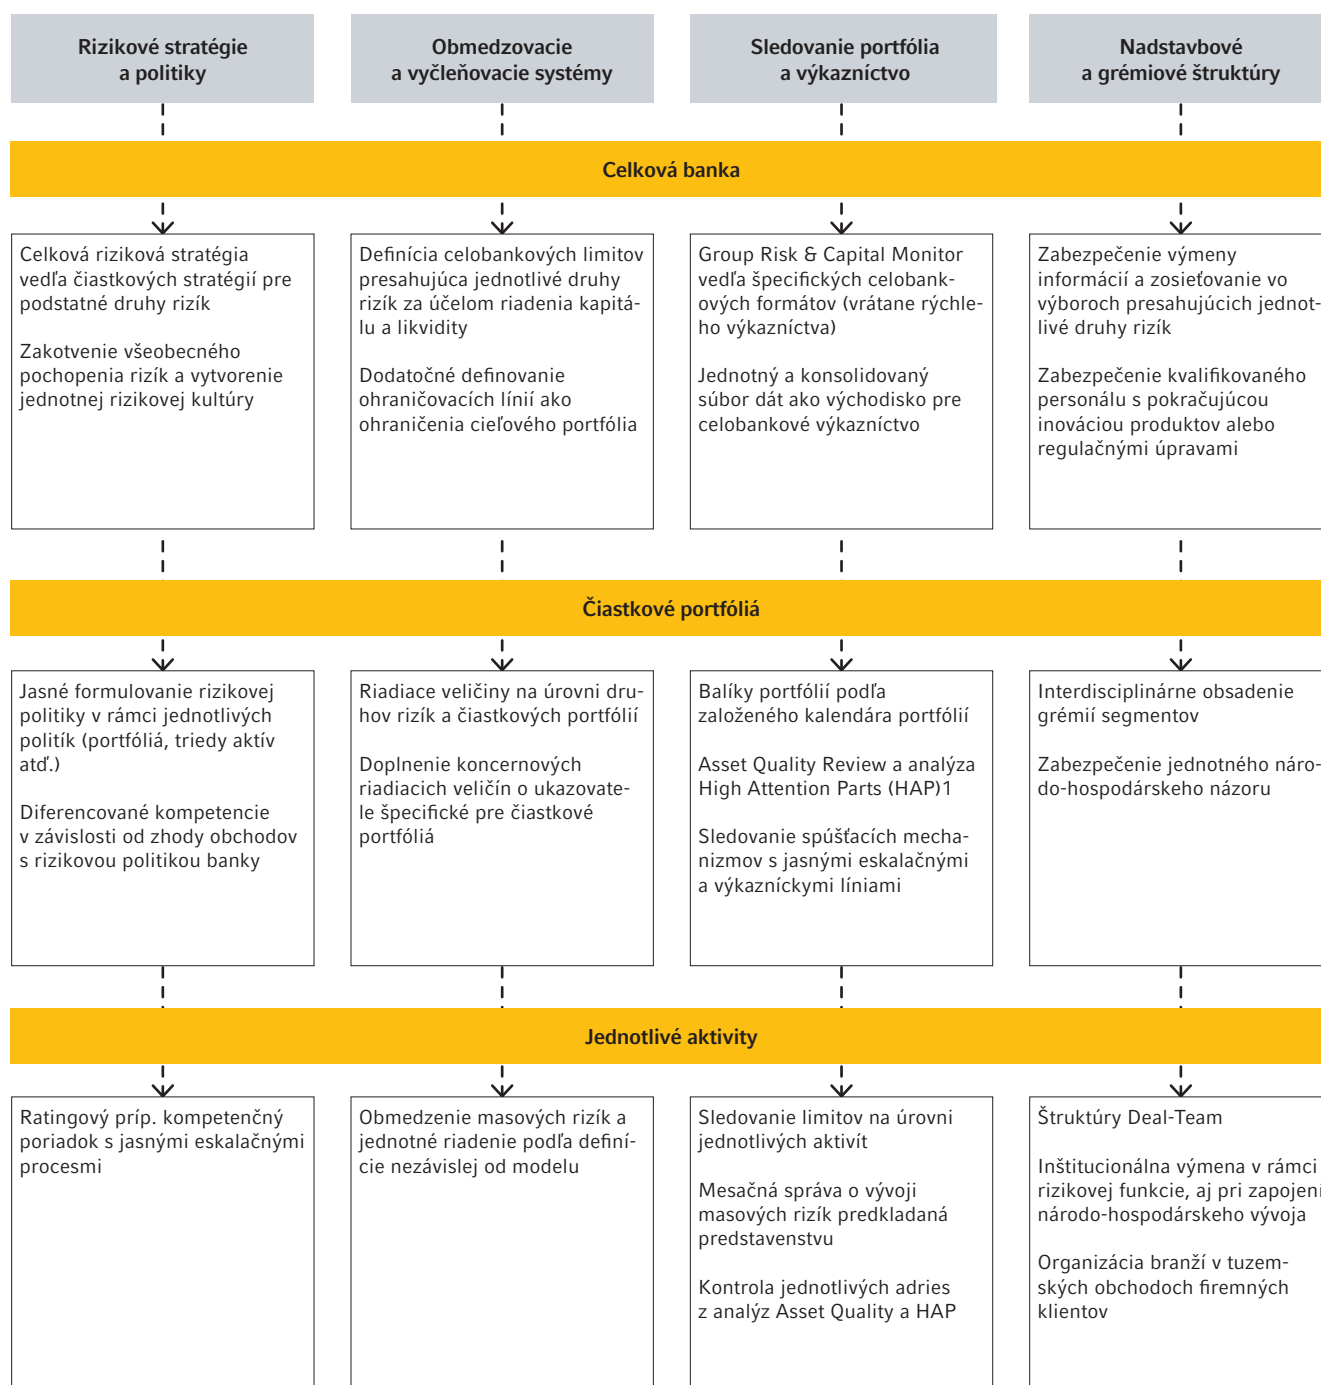 Rizikové stratégie
a politiky
Obmedzovacie
a vyčleňovacie systémy
Sledovanie portfólia
a výkazníctvo
Nadstavbové
a grémiové štruktúry
Celková banka
Celková riziková stratégia
vedľa čiastkových stratégií pre
podstatné druhy rizík
Zakotvenie všeobecného
pochopenia rizík a vytvorenie
jednotnej rizikovej kultúry
Definícia celobankových limitov
presahujúca jednotlivé druhy
rizík za účelom riadenia kapitá-
lu a likvidity
Dodatočné definovanie
ohraničovacích línií ako
ohraničenia cieľového portfólia
Group Risk & Capital Monitor
vedľa špecifických celobank-
ových formátov (vrátane rýchle-
ho výkazníctva)
Jednotný a konsolidovaný
súbor dát ako východisko pre
celobankové výkazníctvo
Zabezpečenie výmeny
informácií a zosieťovanie vo
výboroch presahujúcich jednot-
livé druhy rizík
Zabezpečenie kvalifikovaného
personálu s pokračujúcou
inováciou produktov alebo
regulačnými úpravami
Čiastkové portfóliá
Jasné formulovanie rizikovej
politiky v rámci jednotlivých
politík (portfóliá, triedy aktív
atď.)
Diferencované kompetencie
v závislosti od zhody obchodov
s rizikovou politikou banky
Riadiace veličiny na úrovni dru-
hov rizík a čiastkových portfólií
Doplnenie koncernových
riadiacich veličín o ukazovate-
le špecifické pre čiastkové
portfóliá
Balíky portfólií podľa
založeného kalendára portfólií
Asset Quality Review a analýza
High Attention Parts (HAP)1
Sledovanie spúšťacích mecha-
nizmov s jasnými eskalačnými
a výkazníckymi líniami
Interdisciplinárne obsadenie
grémií segmentov
Zabezpečenie jednotného náro-
do-hospodárskeho názoru
Jednotlivé aktivity
Ratingový príp. kompetenčný
poriadok s jasnými eskalačnými
procesmi
Obmedzenie masových rizík a
jednotné riadenie podľa definí-
cie nezávislej od modelu
Sledovanie limitov na úrovni
jednotlivých aktivít
Mesačná správa o vývoji
masových rizík predkladaná
predstavenstvu
Kontrola jednotlivých adries
z analýz Asset Quality a HAP
Štruktúry Deal-Team
Inštitucionálna výmena v rámci
rizikovej funkcie, aj pri zapojení
národo-hospodárskeho vývoja
Organizácia branží v tuzem-
ských obchodoch firemných
klientov